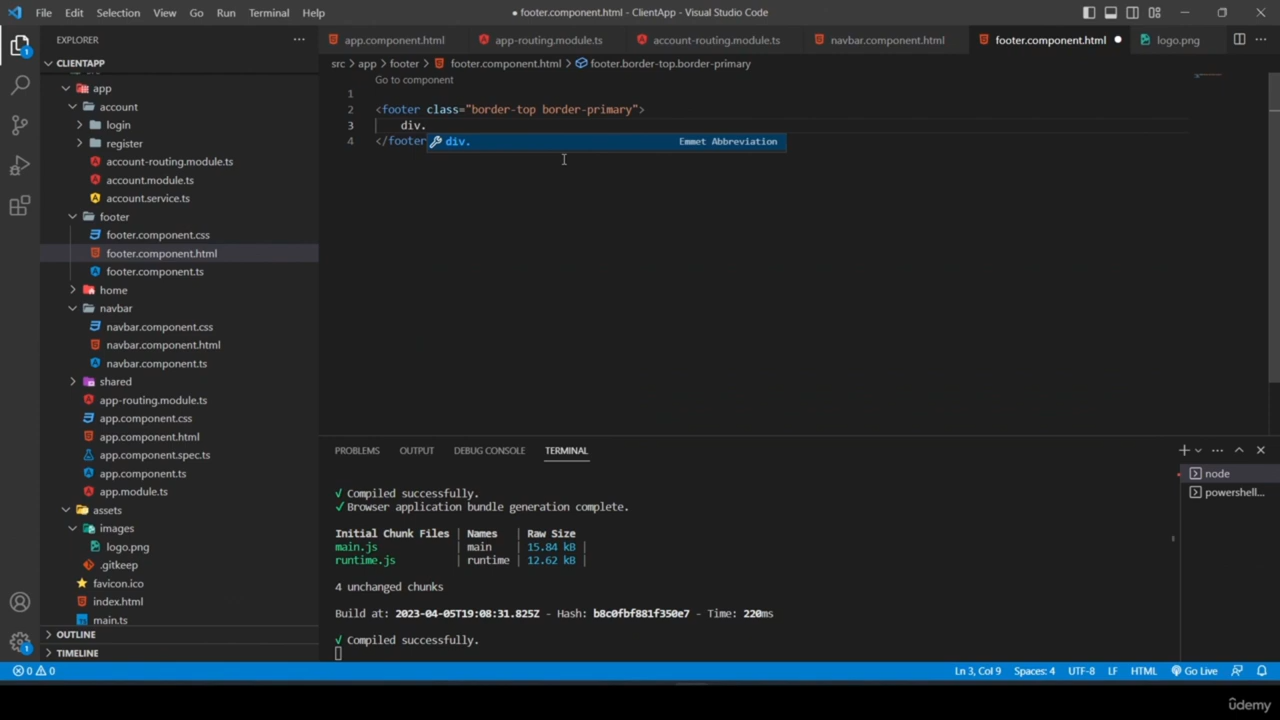 File Edit Selection View Go Run Terminal Help
● footer.component.html - ClientApp - Visual Studio Code
EXPLORER
app.component.html
app-routing.module.ts
account-routing.module.ts
navbar.component.html
footer.component.html
logo.png
CLIENTAPP
src > app > footer > footer.component.html > footer.border-top.border-primary
Go to component
1
2 <footer class="border-top border-primary">
3 div.
4 </footer
div. Emmet Abbreviation
app
account
login
register
account-routing.module.ts
account.module.ts
account.service.ts
footer
footer.component.css
footer.component.html
footer.component.ts
home
navbar
navbar.component.css
navbar.component.html
navbar.component.ts
shared
app-routing.module.ts
app.component.css
app.component.html
app.component.spec.ts
app.component.ts
app.module.ts
assets
images
logo.png
.gitkeep
favicon.ico
index.html
main.ts
OUTLINE
TIMELINE
PROBLEMS OUTPUT DEBUG CONSOLE TERMINAL
√ Compiled successfully.
√ Browser application bundle generation complete.
Initial Chunk Files | Names | Raw Size
main.js | main | 15.84 kB |
runtime.js | runtime | 12.62 kB |
4 unchanged chunks
Build at: 2023-04-05T19:08:31.825Z - Hash: b8c0fbf881f350e7 - Time: 220ms
√ Compiled successfully.
node
powershell...
0 0
Ln 3, Col 9 Spaces: 4 UTF-8 LF HTML Go Live
1
1
ûdemy